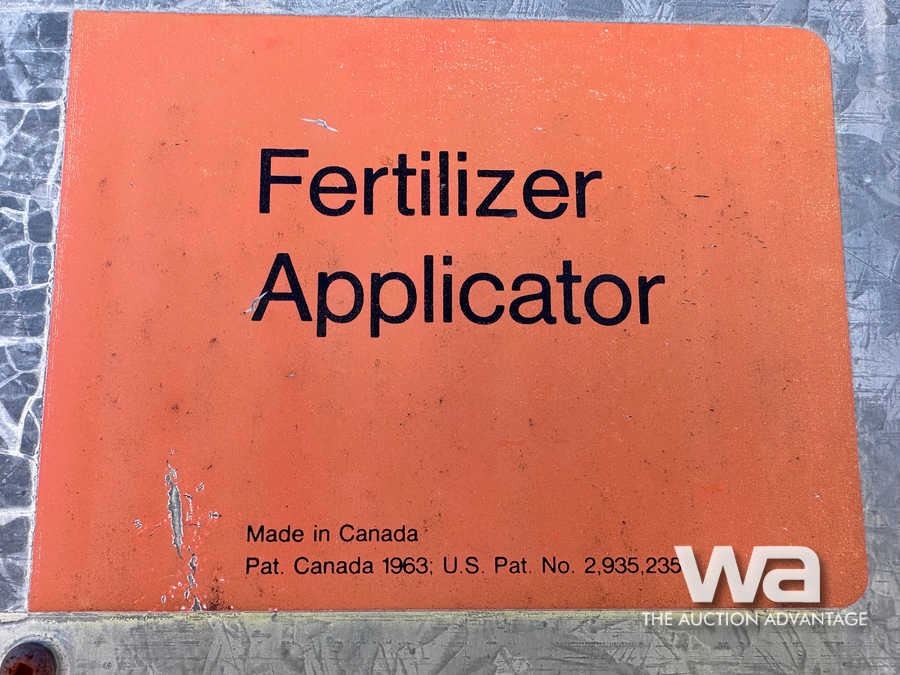 Fertilizer
Applicator
Made in Canada
Pat. Canada 1963; U.S. Pat. No. 2,935,235
wa
THE AUCTION ADVANTAGE